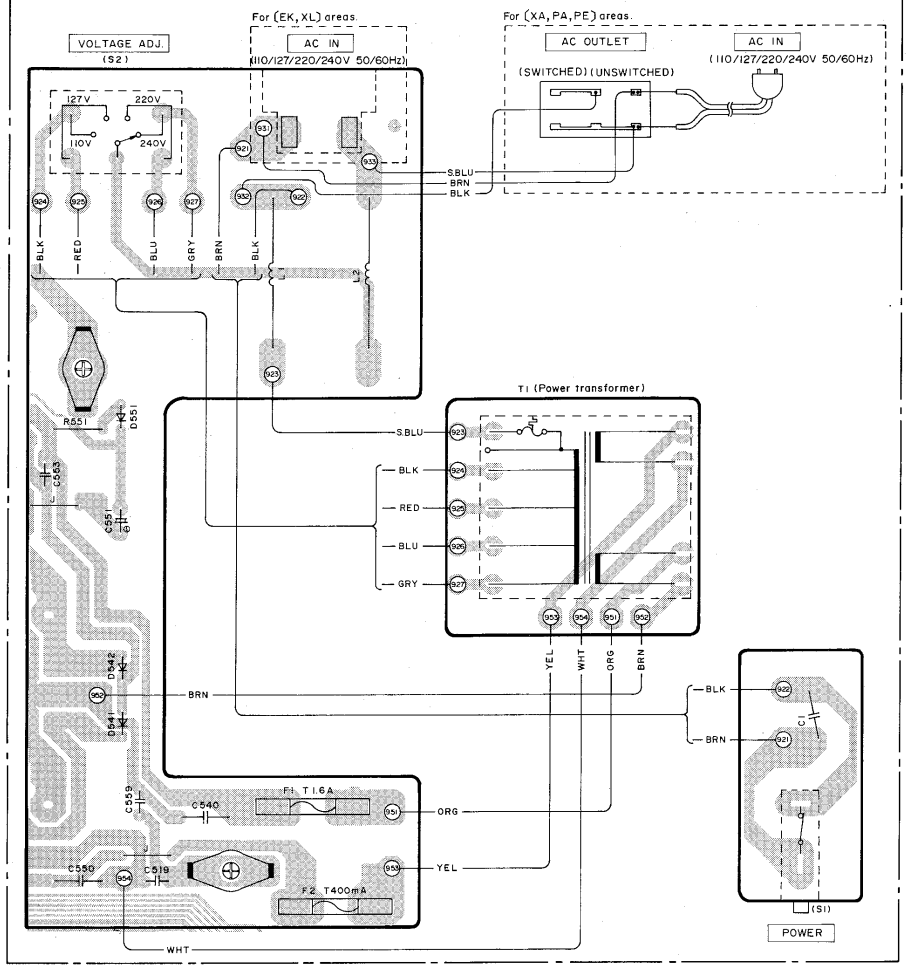 For (EK, XL) areas.
For (XA, PA, PE) areas.
VOLTAGE ADJ.
(S2)
AC IN
(110/127/220/240V 50/60Hz)
AC OUTLET
AC IN
(110/127/220/240V 50/60Hz)
(SWITCHED) (UNSWITCHED)
127V
220V
110V
240V
931
921
933
S.BLU
BRN
BLK
924
925
926
927
932
922
BLK
RED
BLU
GRY
BRN
BLK
L1
L2
923
R551
D551
C553
J
C551
⊕
T1 (Power transformer)
S.BLU
923
BLK
924
RED
925
BLU
926
GRY
927
953
954
951
952
YEL
WHT
ORG
BRN
D542
952
BRN
D541
BLK
922
C1
BRN
921
F1 T1.6A
C559
C540
951
ORG
J
953
YEL
C550
954
C519
F2 T400mA
WHT
(S1)
POWER